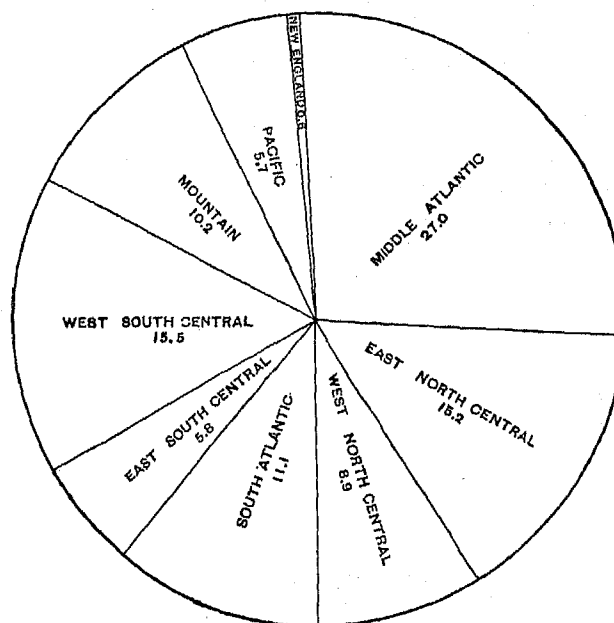 NEW ENGLAND 0.6
PACIFIC
5.7
MIDDLE ATLANTIC
27.0
MOUNTAIN
10.2
WEST SOUTH CENTRAL
15.5
EAST NORTH CENTRAL
15.2
EAST SOUTH CENTRAL
5.8
WEST NORTH CENTRAL
8.9
SOUTH ATLANTIC
11.1